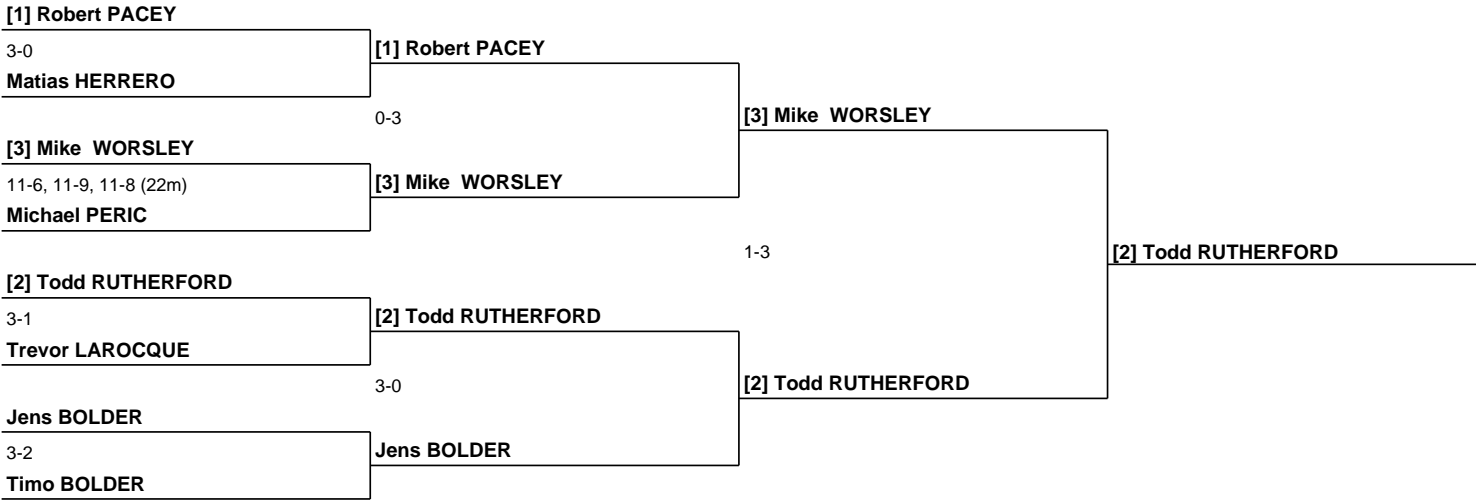 [1] Robert PACEY
3-0
Matias HERRERO
[3] Mike  WORSLEY
11-6, 11-9, 11-8 (22m)
Michael PERIC
[2] Todd RUTHERFORD
3-1
Trevor LAROCQUE
Jens BOLDER
3-2
Timo BOLDER
[1] Robert PACEY
0-3
[3] Mike  WORSLEY
[2] Todd RUTHERFORD
3-0
Jens BOLDER
[3] Mike  WORSLEY
1-3
[2] Todd RUTHERFORD
[2] Todd RUTHERFORD